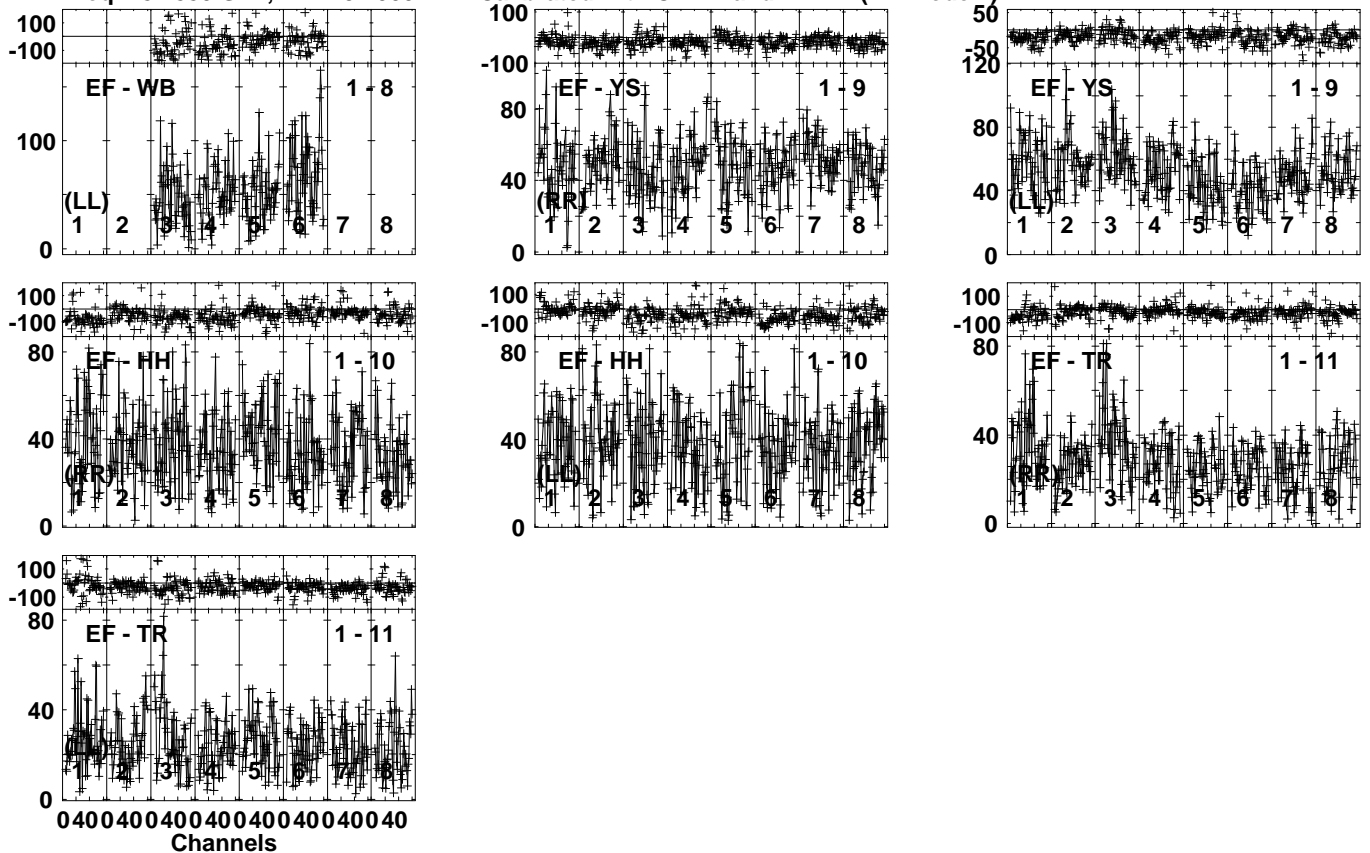 100
-100
EF - WB 1 - 8
100
(LL)
1 2 3 4 5 6 7 8
0
100
-100
EF - YS 1 - 9
80
40
(RR)
1 2 3 4 5 6 7 8
0
50
-50
120
EF - YS 1 - 9
80
40
(LL)
1 2 3 4 5 6 7 8
0
100
-100
80
EF - HH 1 - 10
40
(RR)
1 2 3 4 5 6 7 8
0
100
-100
80
EF - HH 1 - 10
40
(LL)
1 2 3 4 5 6 7 8
0
100
-100
80
EF - TR 1 - 11
40
(RR)
1 2 3 4 5 6 7 8
0
100
-100
80
EF - TR 1 - 11
40
(LL)
1 2 3 4 5 6 7 8
0
0 40 0 40 0 40 0 40 0 40 0 40 0 40 0 40
Channels